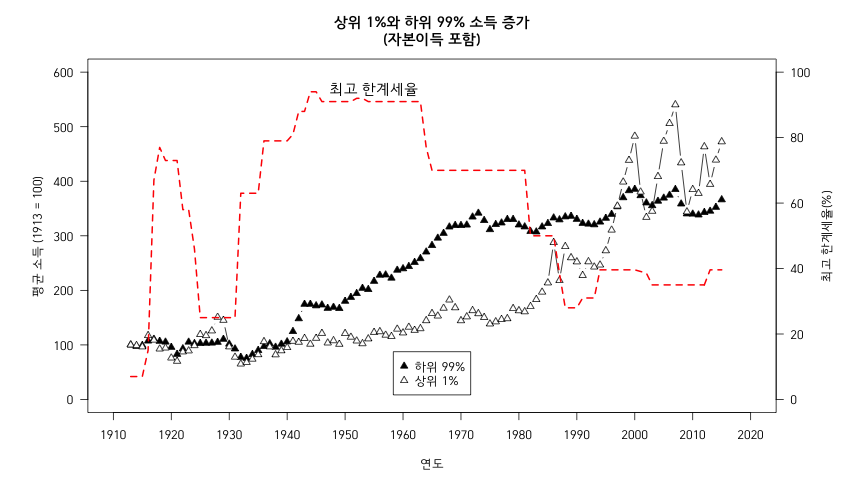 상위 1%와 하위 99% 소득 증가
(자본이득 포함)
최고 한계세율
600
500
400
300
200
100
0
평균 소득 (1913 = 100)
100
80
60
40
20
0
최고 한계세율(%)
하위 99%
상위 1%
1910 1920 1930 1940 1950 1960 1970 1980 1990 2000 2010 2020
연도